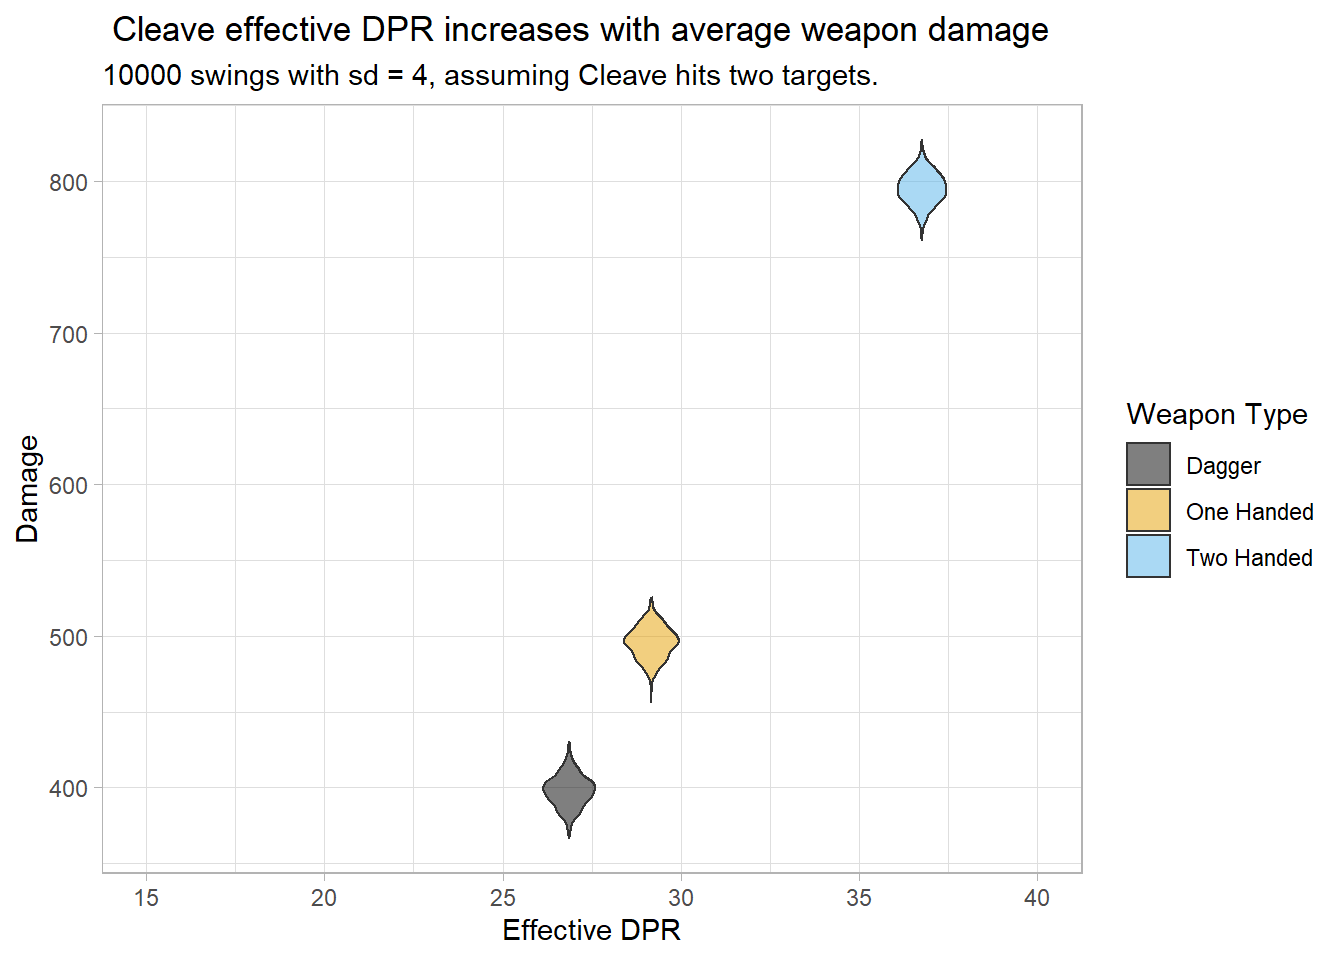 Cleave effective DPR increases with average weapon damage
10000 swings with sd = 4, assuming Cleave hits two targets.
800
700
600
500
400
Damage
15 20 25 30 35 40
Effective DPR
Weapon Type
Dagger
One Handed
Two Handed